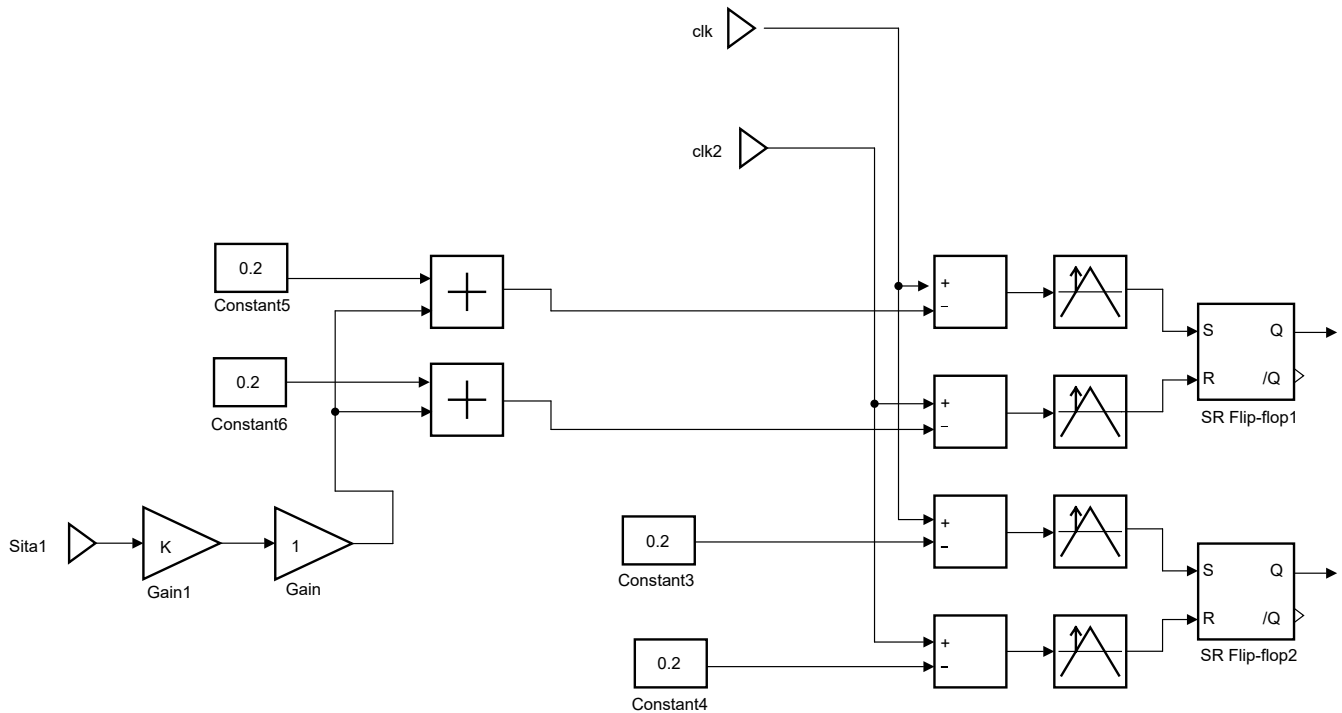 clk
clk2
0.2
Constant5
+
−
S
Q
R
/Q
SR Flip-flop1
0.2
Constant6
+
−
Sita1
K
Gain1
1
Gain
0.2
Constant3
+
−
S
Q
R
/Q
SR Flip-flop2
0.2
Constant4
+
−